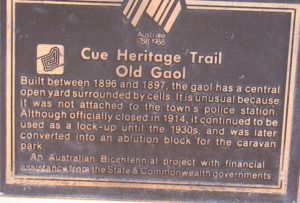 Australia
1788-1988
Cue Heritage Trail
Old Gaol
Built between 1896 and 1897, the gaol has a central
open yard surrounded by cells. It is unusual because
it was not attached to the town's police station.
Although officially closed in 1914, it continued to be
used as a lock-up until the 1930s, and was later
converted into an ablution block for the caravan
park.
An Australian Bicentennial project with financial
assistance from the State & Commonwealth governments